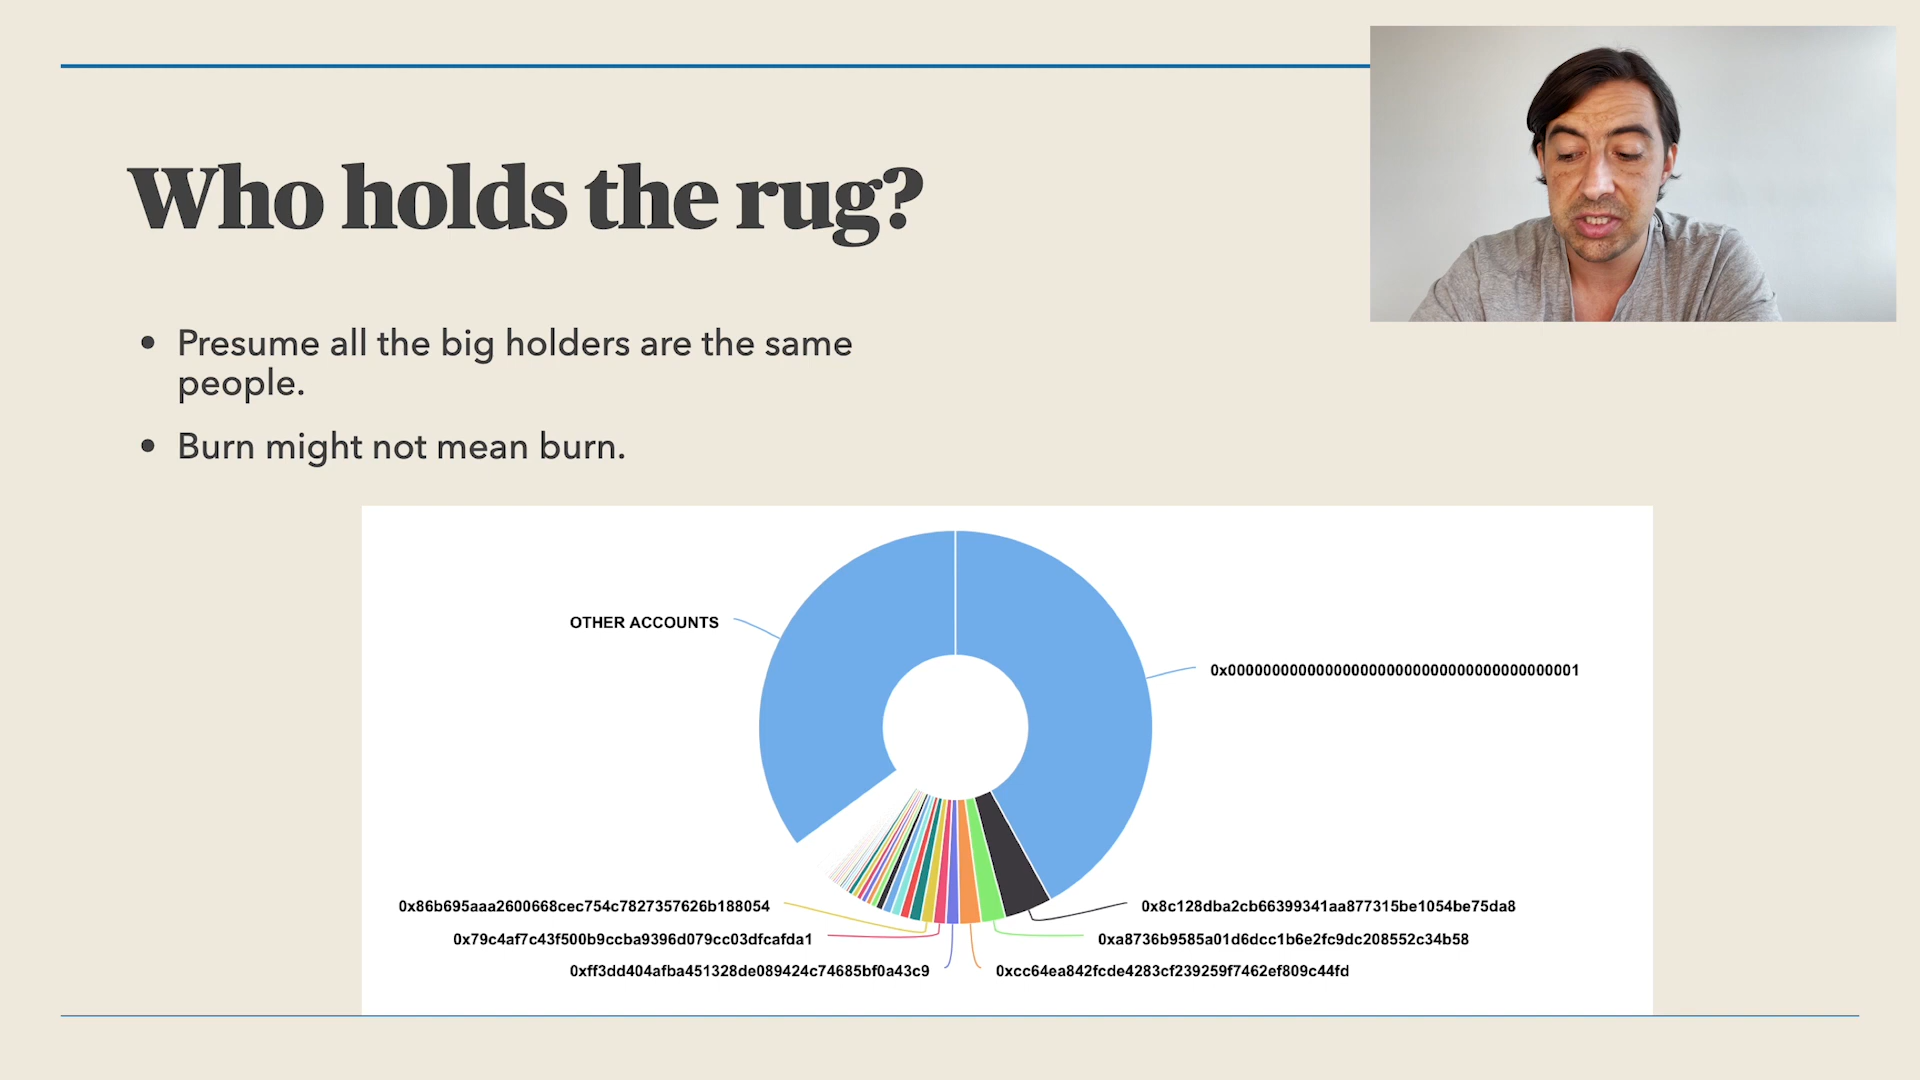 Who holds the rug?
• Presume all the big holders are the same
people.
• Burn might not mean burn.
OTHER ACCOUNTS
0x0000000000000000000000000000000000000001
0x86b695aaa2600668cec754c7827357626b188054
0x8c128dba2cb66399341aa877315be1054be75da8
0x79c4af7c43f500b9ccba9396d079cc03dfcafda1
0xa8736b9585a01d6dcc1b6e2fc9dc208552c34b58
0xff3dd404afba451328de089424c74685bf0a43c9
0xcc64ea842fcde4283cf239259f7462ef809c44fd